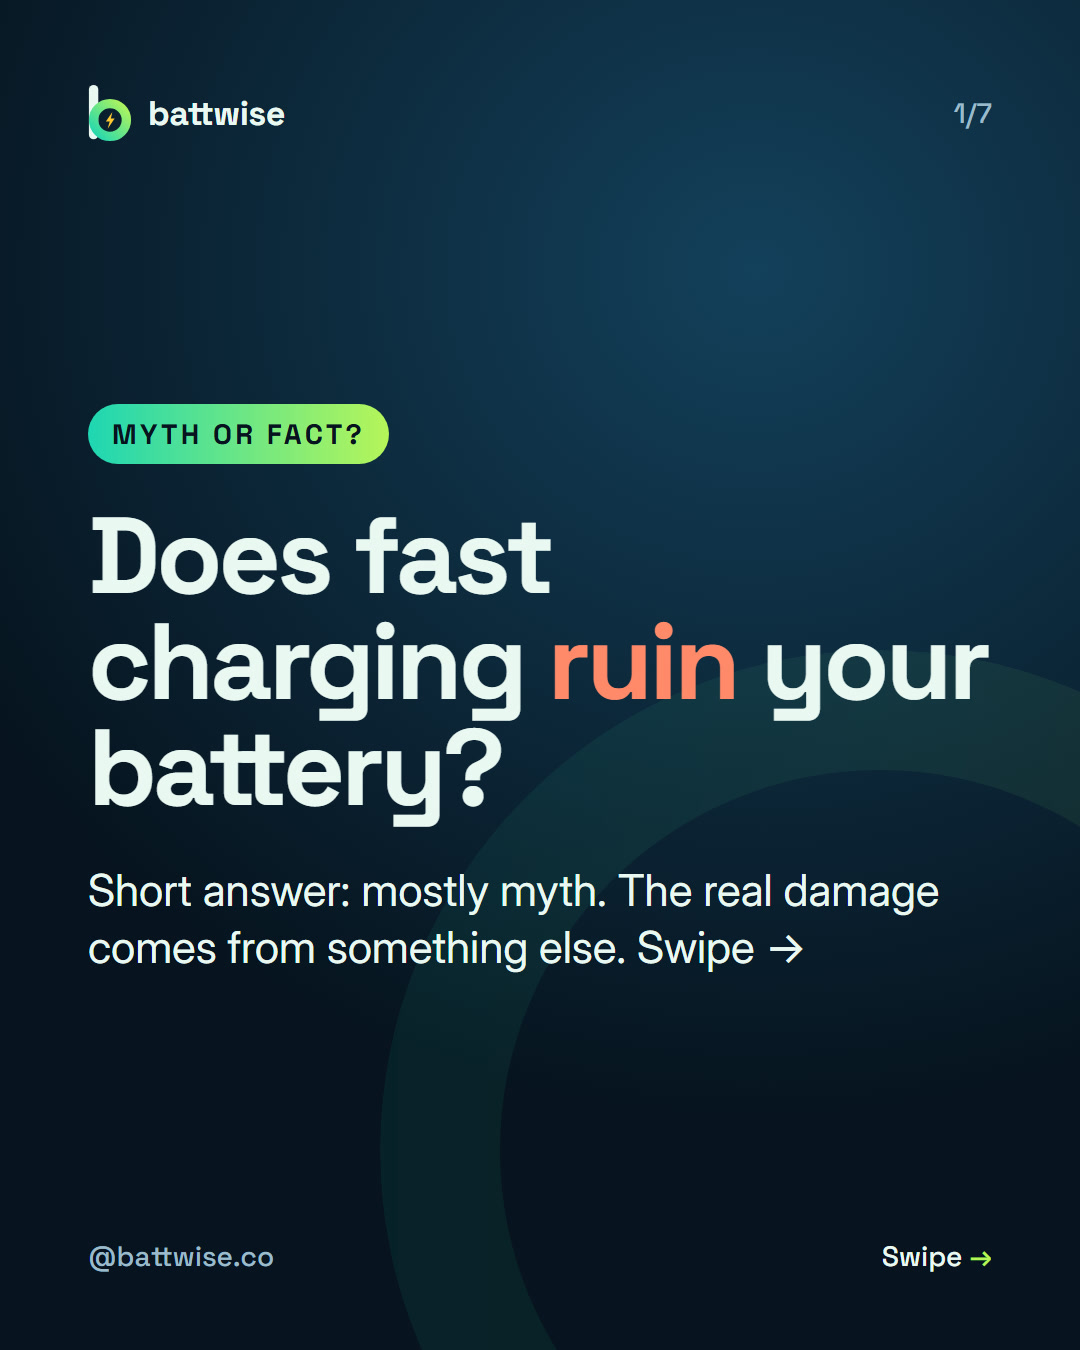 battwise
1/7
MYTH OR FACT?
Does fast
charging ruin your
battery?
Short answer: mostly myth. The real damage
comes from something else. Swipe →
@battwise.co
Swipe →